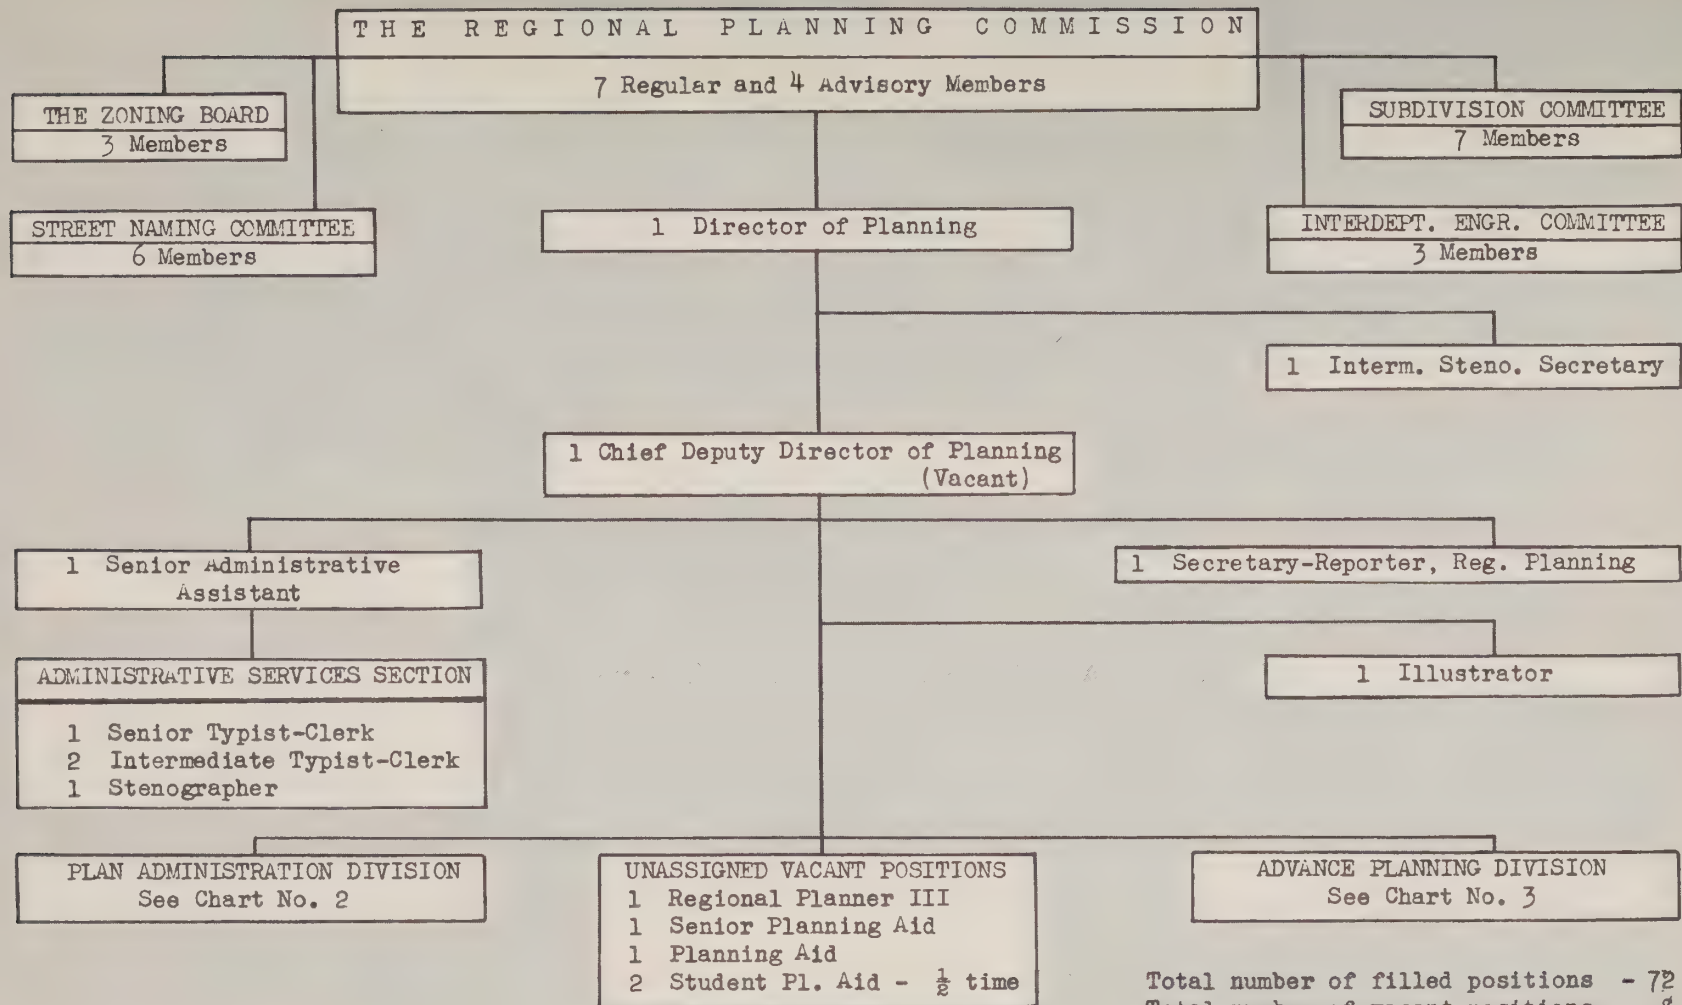 THE REGIONAL PLANNING COMMISSION
7 Regular and 4 Advisory Members
THE ZONING BOARD
3 Members
SUBDIVISION COMMITTEE
7 Members
STREET NAMING COMMITTEE
6 Members
1 Director of Planning
INTERDEPT. ENGR. COMMITTEE
3 Members
1 Interm. Steno. Secretary
1 Chief Deputy Director of Planning
(Vacant)
1 Senior Administrative
Assistant
1 Secretary-Reporter, Reg. Planning
ADMINISTRATIVE SERVICES SECTION
1 Senior Typist-Clerk
2 Intermediate Typist-Clerk
1 Stenographer
1 Illustrator
PLAN ADMINISTRATION DIVISION
See Chart No. 2
UNASSIGNED VACANT POSITIONS
1 Regional Planner III
1 Senior Planning Aid
1 Planning Aid
2 Student Pl. Aid - ½ time
ADVANCE PLANNING DIVISION
See Chart No. 3
Total number of filled positions - 72
Total number of vacant positions